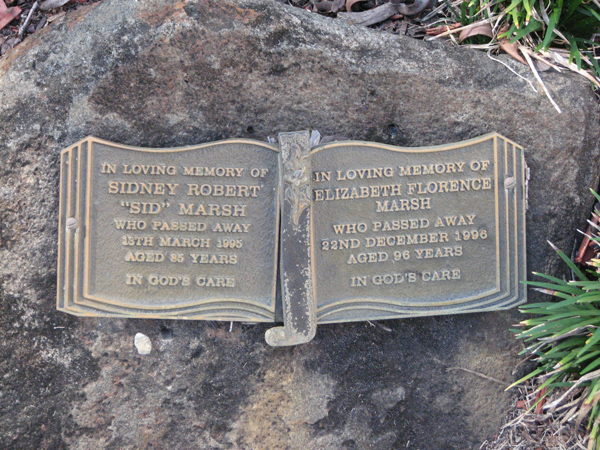 IN LOVING MEMORY OF
SIDNEY ROBERT
"SID" MARSH
WHO PASSED AWAY
15TH MARCH 1995
AGED 85 YEARS
IN GOD'S CARE
IN LOVING MEMORY OF
ELIZABETH FLORENCE
MARSH
WHO PASSED AWAY
22ND DECEMBER 1996
AGED 96 YEARS
IN GOD'S CARE